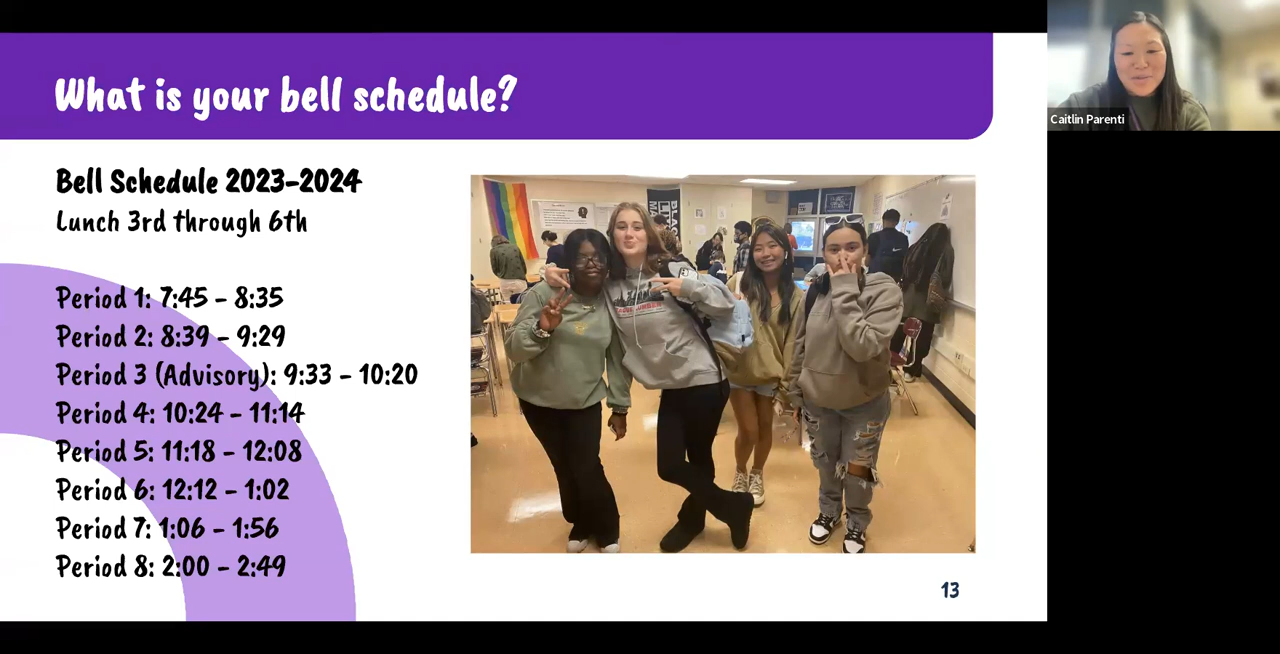 What is your bell schedule?
Caitlin Parenti
Bell Schedule 2023-2024
Lunch 3rd through 6th
Period 1: 7:45 - 8:35
Period 2: 8:39 - 9:29
Period 3 (Advisory): 9:33 - 10:20
Period 4: 10:24 - 11:14
Period 5: 11:18 - 12:08
Period 6: 12:12 - 1:02
Period 7: 1:06 - 1:56
Period 8: 2:00 - 2:49
13